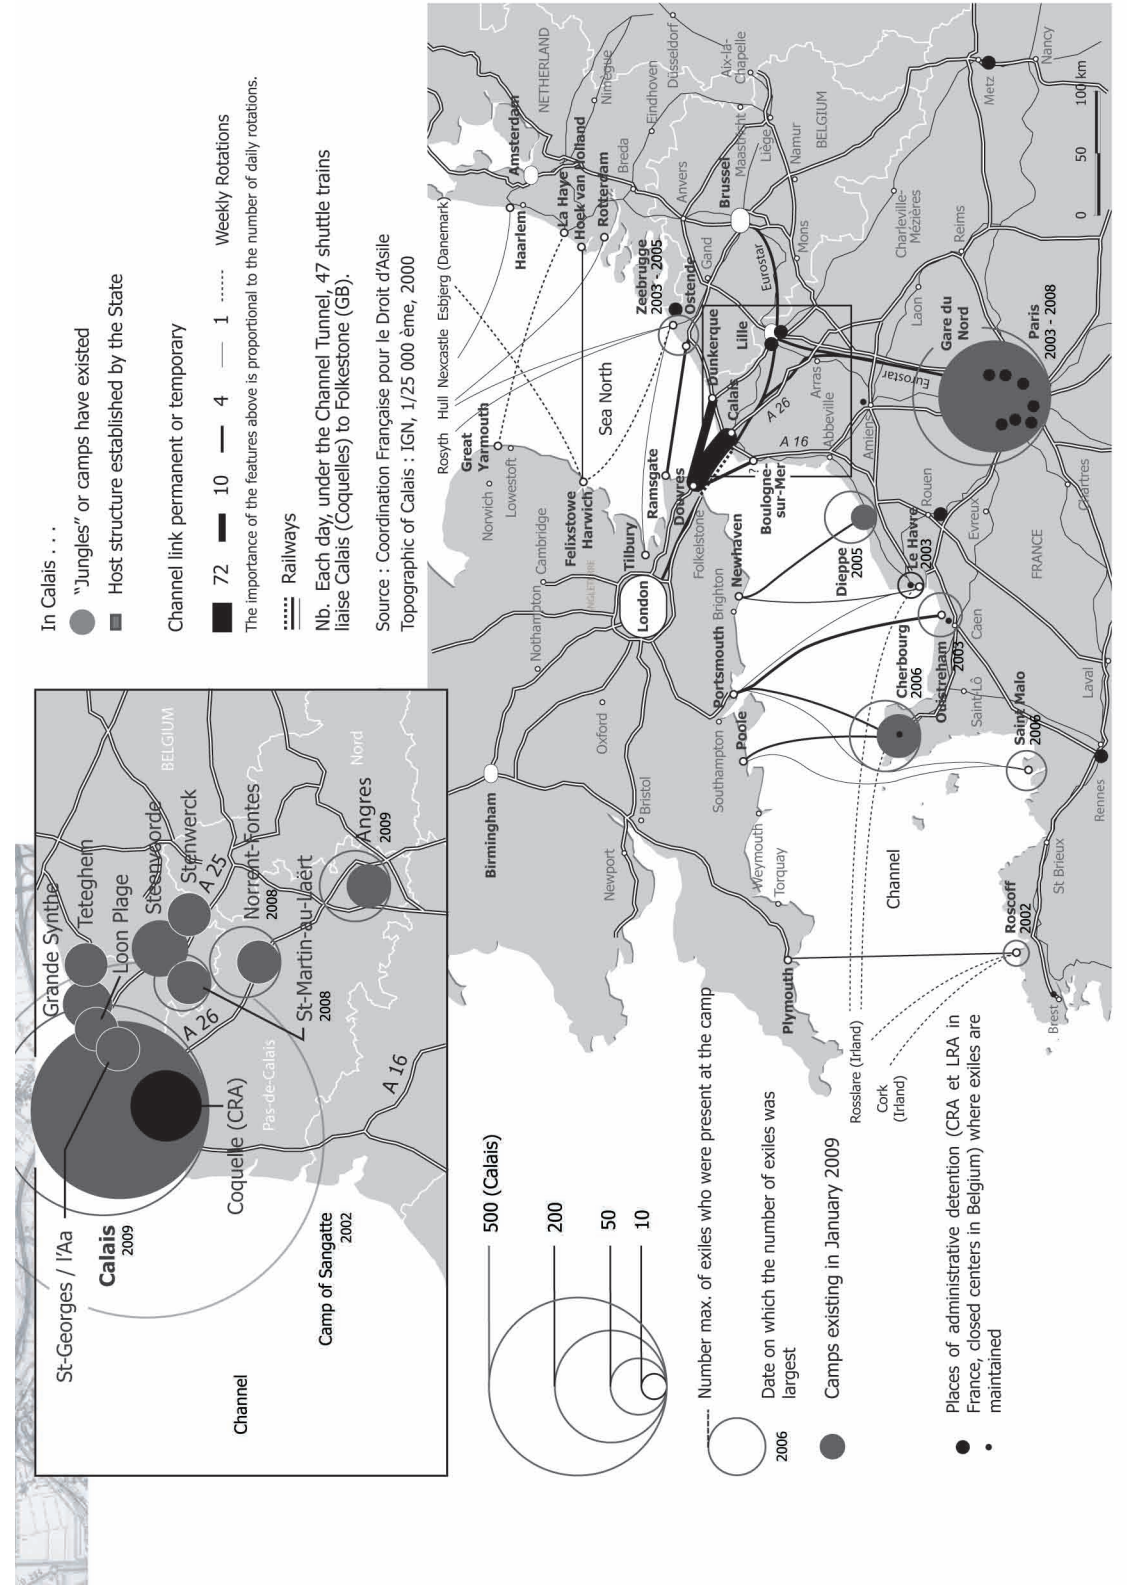 In Calais . . .
"Jungles" or camps have existed
Host structure established by the State
Channel link permanent or temporary
72 10 4 1 Weekly Rotations
The importance of the features above is proportional to the number of daily rotations.
Railways
Nb. Each day, under the Channel Tunnel, 47 shuttle trains
liaise Calais (Coquelles) to Folkestone (GB).
Source : Coordination Française pour le Droit d'Asile
Topographic of Calais : IGN, 1/25 000 ème, 2000
St-Georges / l'Aa
Calais
2009
Channel
Camp of Sangatte
2002
Coquelle (CRA)
Pas-de-Calais
A 16
A 26
Grande Synthe
Teteghem
Loon Plage
Steenvoorde
Stenwerck
A 25
Norrent-Fontes
2008
St-Martin-au-Laërt
2008
Angres
2009
BELGIUM
Nord
500 (Calais)
200
50
10
Number max. of exiles who were present at the camp
Date on which the number of exiles was
largest
2006
Camps existing in January 2009
Places of administrative detention (CRA et LRA in
France, closed centers in Belgium) where exiles are
maintained
Rosslare (Irland)
Cork
(Irland)
Rosyth
Hull
Nexcastle
Esbjerg (Danemark)
Great
Yarmouth
Norwich
Lowestoft
Cambridge
Felixstowe
Harwich
Sea North
Nothampton
ANGLETERRE
Tilbury
London
Ramsgate
Douvres
Folkelstone
Newhaven
Brighton
Portsmouth
Southampton
Poole
Oxford
Birmingham
Bristol
Newport
Weymouth
Torquay
Plymouth
Channel
Amsterdam
Haarlem
La Haye
Hoek van Holland
Rotterdam
NETHERLAND
Nimègue
Breda
Eindhoven
Düsseldorf
Aix-la-
Chapelle
Anvers
Maastricht
Liège
Brussel
Namur
BELGIUM
Zeebrugge
2003 - 2005
Ostende
Gand
Eurostar
Mons
Dunkerque
Lille
Calais
A 26
A 16
?
Boulogne-
sur-Mer
Arras
Abbeville
Amiens
Eurostar
Gare du
Nord
Paris
2003 - 2008
Laon
Reims
Charleville-
Mézières
Metz
Nancy
0 50 100 km
Dieppe
2005
Le Havre
2003
Rouen
Evreux
Chartres
FRANCE
Cherbourg
2006
Ouistreham
2003
Caen
Saint-Lô
Saint Malo
2006
Laval
Rennes
St Brieux
Roscoff
2002
Brest